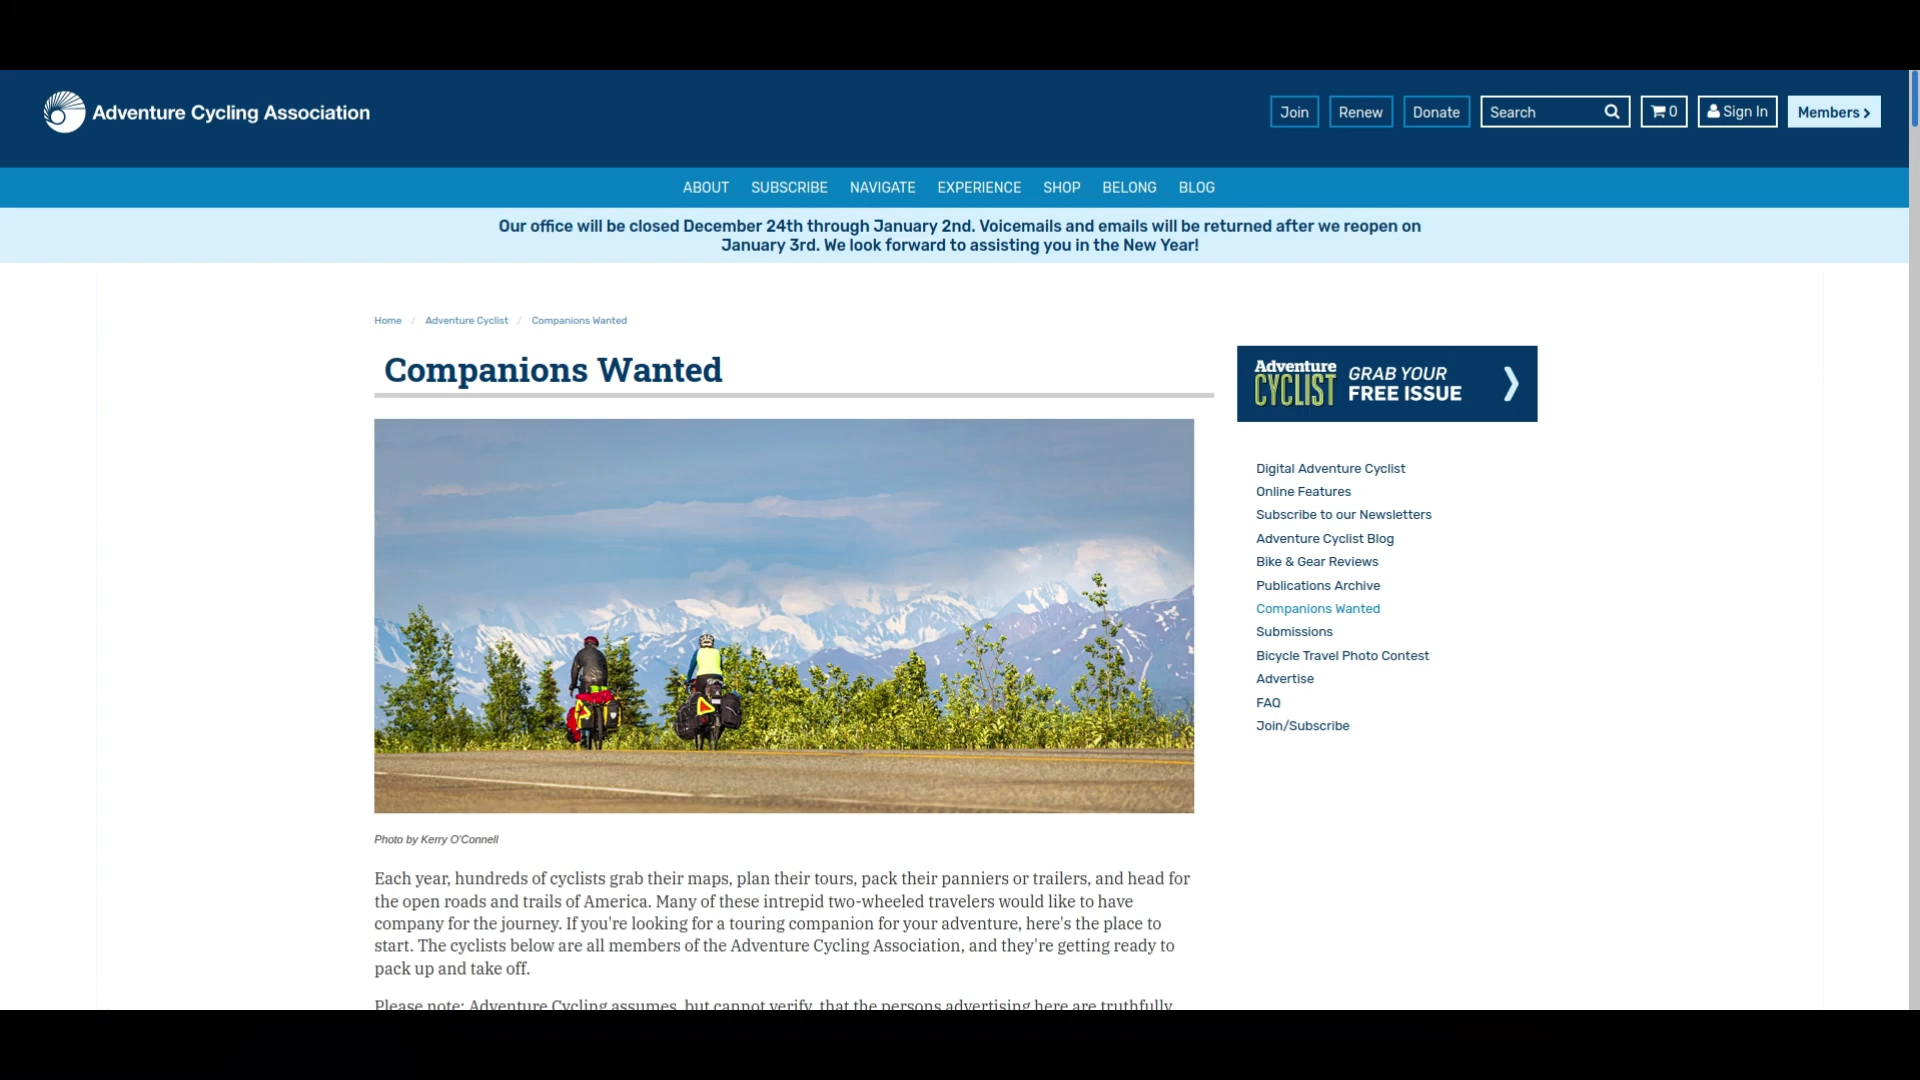 Adventure Cycling Association
Join
Renew
Donate
Search
0
Sign In
Members
ABOUT
SUBSCRIBE
NAVIGATE
EXPERIENCE
SHOP
BELONG
BLOG
Our office will be closed December 24th through January 2nd. Voicemails and emails will be returned after we reopen on
January 3rd. We look forward to assisting you in the New Year!
Home / Adventure Cyclist / Companions Wanted
Companions Wanted
Photo by Kerry O'Connell
Each year, hundreds of cyclists grab their maps, plan their tours, pack their panniers or trailers, and head for
the open roads and trails of America. Many of these intrepid two-wheeled travelers would like to have
company for the journey. If you're looking for a touring companion for your adventure, here's the place to
start. The cyclists below are all members of the Adventure Cycling Association, and they're getting ready to
pack up and take off.
Please note: Adventure Cycling assumes, but cannot verify, that the persons advertising here are truthfully
Adventure
CYCLIST
GRAB YOUR
FREE ISSUE
Digital Adventure Cyclist
Online Features
Subscribe to our Newsletters
Adventure Cyclist Blog
Bike & Gear Reviews
Publications Archive
Companions Wanted
Submissions
Bicycle Travel Photo Contest
Advertise
FAQ
Join/Subscribe